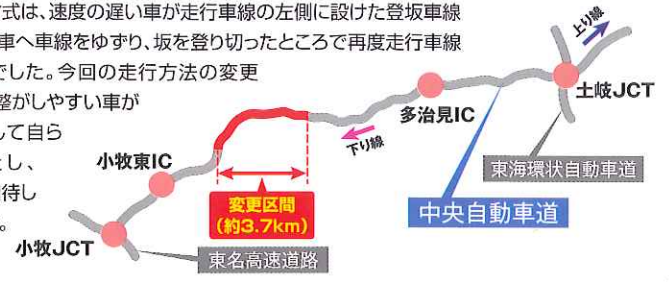 式は、速度の遅い車が走行車線の左側に設けた登坂車線
車へ車線をゆずり、坂を登り切ったところで再度走行車線
でした。今回の走行方法の変更
整がしやすい車が
して自ら
とし、
待し
。
上り線
土岐JCT
多治見IC
下り線
東海環状自動車道
小牧東IC
変更区間
(約3.7km)
中央自動車道
小牧JCT
東名高速道路